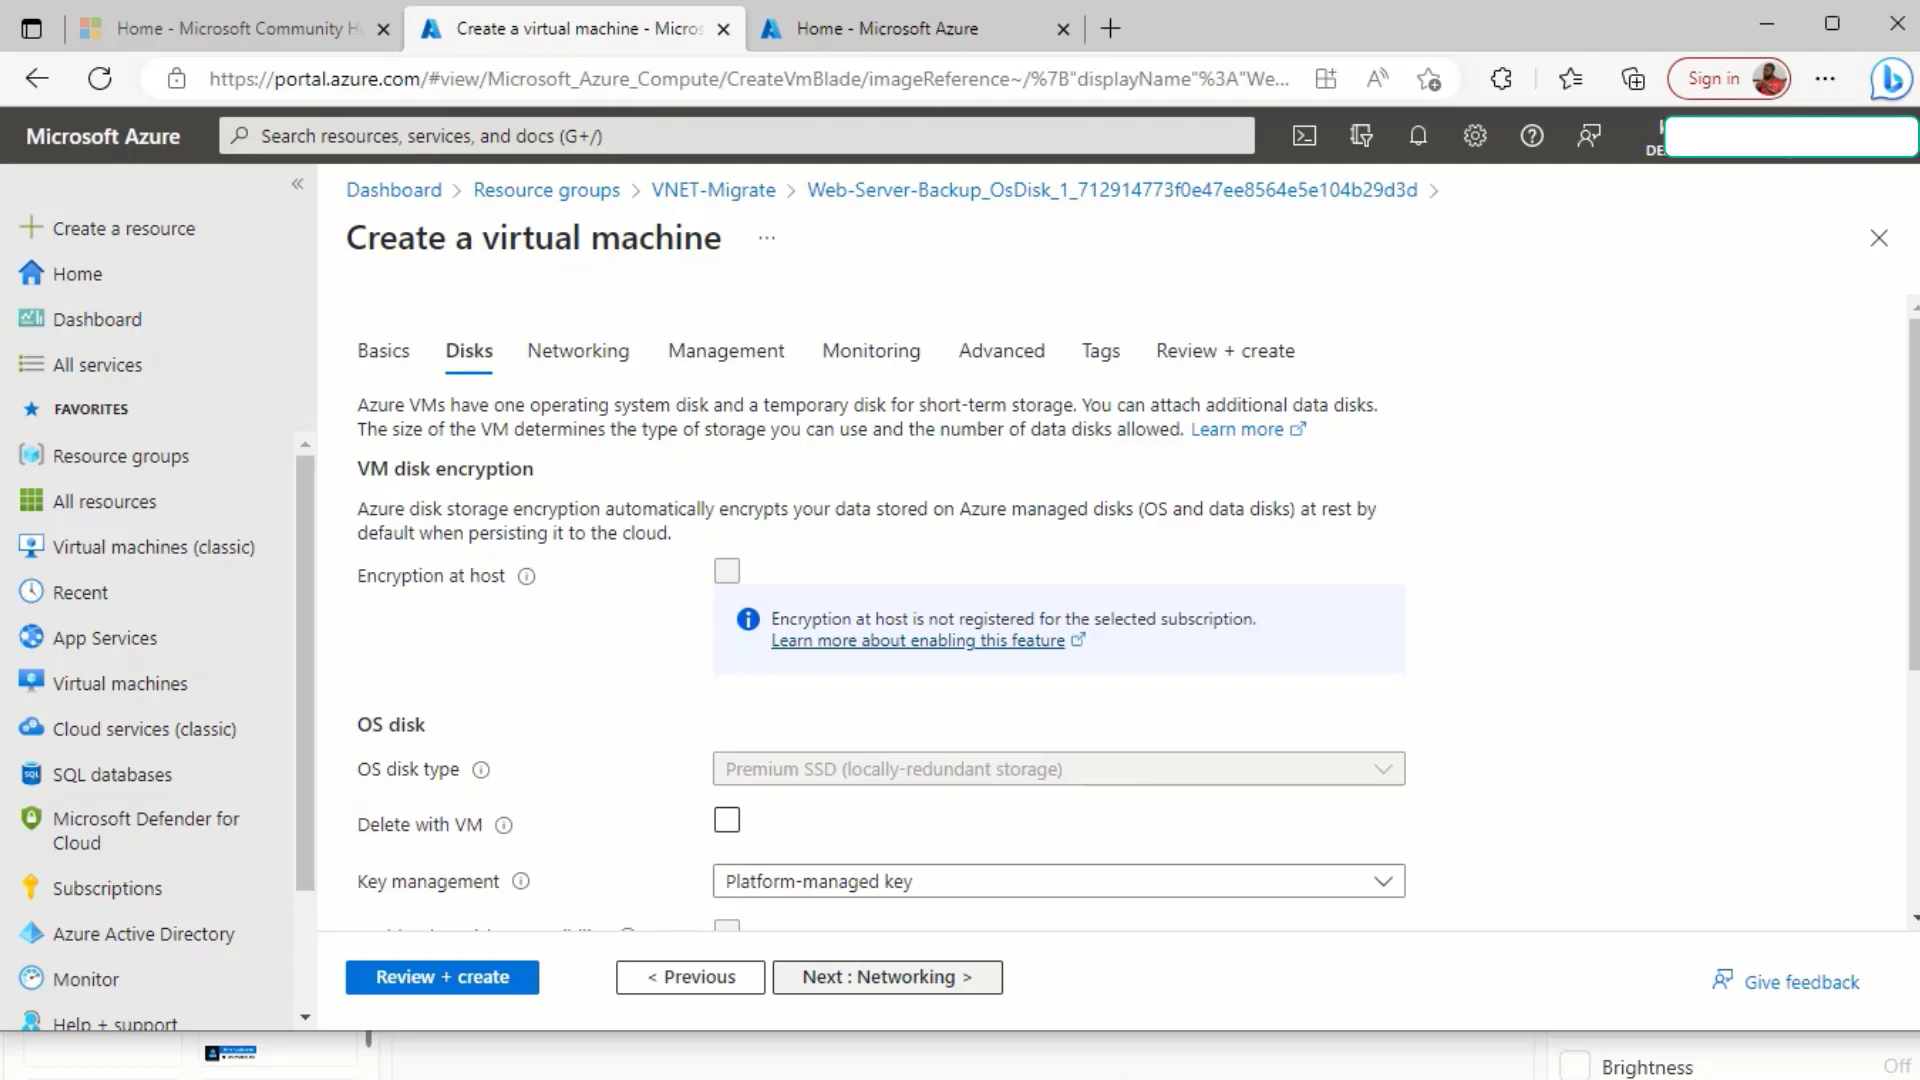 Home - Microsoft Community H
Create a virtual machine - Micros
Home - Microsoft Azure
https://portal.azure.com/#view/Microsoft_Azure_Compute/CreateVmBlade/imageReference~/%7B"displayName"%3A"We...
Sign in
Microsoft Azure
Search resources, services, and docs (G+/)
Dashboard > Resource groups > VNET-Migrate > Web-Server-Backup_OsDisk_1_712914773f0e47ee8564e5e104b29d3d >
Create a virtual machine ...
Create a resource
Home
Dashboard
All services
FAVORITES
Resource groups
All resources
Virtual machines (classic)
Recent
App Services
Virtual machines
Cloud services (classic)
SQL databases
Microsoft Defender for
Cloud
Subscriptions
Azure Active Directory
Monitor
Help + support
Basics Disks Networking Management Monitoring Advanced Tags Review + create
Azure VMs have one operating system disk and a temporary disk for short-term storage. You can attach additional data disks.
The size of the VM determines the type of storage you can use and the number of data disks allowed. Learn more
VM disk encryption
Azure disk storage encryption automatically encrypts your data stored on Azure managed disks (OS and data disks) at rest by
default when persisting it to the cloud.
Encryption at host
Encryption at host is not registered for the selected subscription.
Learn more about enabling this feature
OS disk
OS disk type
Premium SSD (locally-redundant storage)
Delete with VM
Key management
Platform-managed key
Review + create
< Previous
Next : Networking >
Give feedback
Brightness
Off